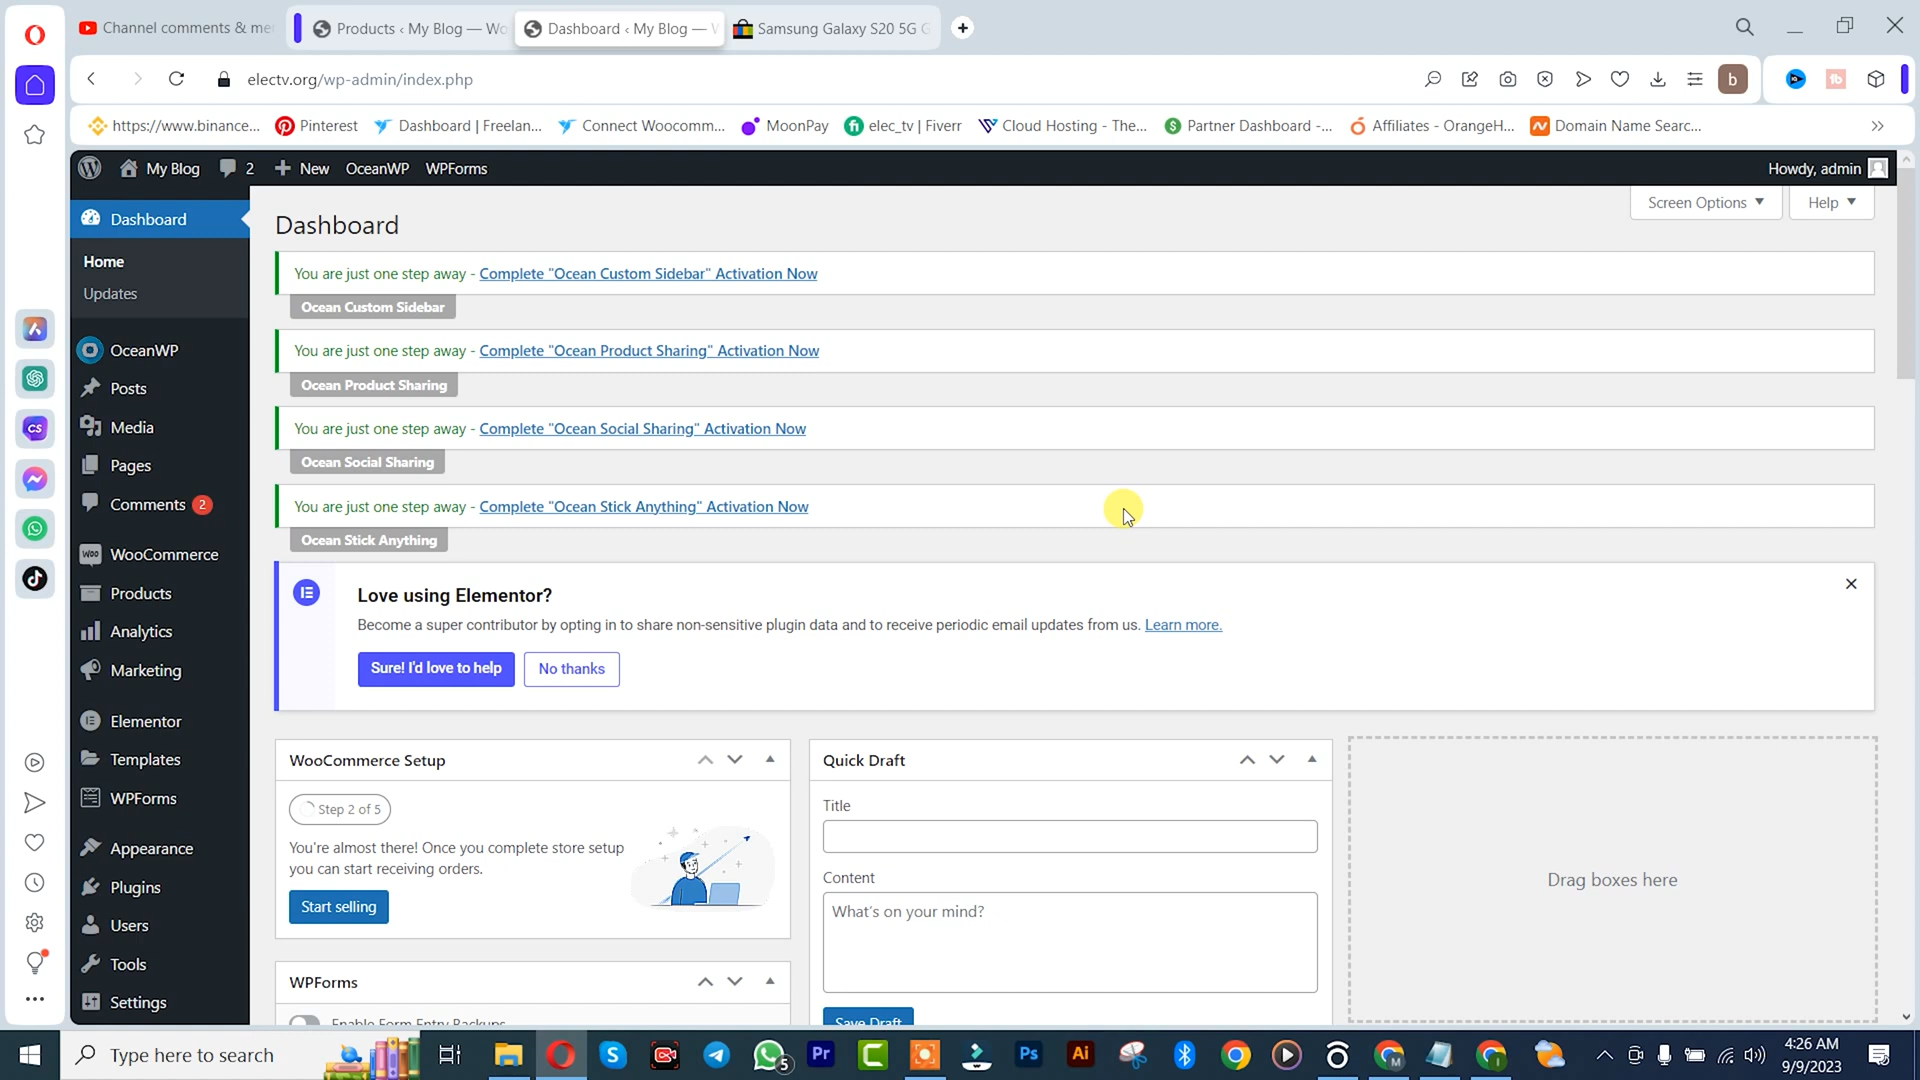 Channel comments & me
Products ‹ My Blog — Wo
Dashboard ‹ My Blog — W
Samsung Galaxy S20 5G G
electv.org/wp-admin/index.php
b
https://www.binance...
Pinterest
Dashboard | Freelan...
Connect Woocomm...
MoonPay
elec_tv | Fiverr
Cloud Hosting - The...
Partner Dashboard -...
Affiliates - OrangeH...
Domain Name Searc...
My Blog
2
New
OceanWP
WPForms
Howdy, admin
Dashboard
Home
Updates
OceanWP
Posts
Media
Pages
Comments 2
WooCommerce
Products
Analytics
Marketing
Elementor
Templates
WPForms
Appearance
Plugins
Users
Tools
Settings
Screen Options
Help
Dashboard
You are just one step away - Complete "Ocean Custom Sidebar" Activation Now
Ocean Custom Sidebar
You are just one step away - Complete "Ocean Product Sharing" Activation Now
Ocean Product Sharing
You are just one step away - Complete "Ocean Social Sharing" Activation Now
Ocean Social Sharing
You are just one step away - Complete "Ocean Stick Anything" Activation Now
Ocean Stick Anything
Love using Elementor?
Become a super contributor by opting in to share non-sensitive plugin data and to receive periodic email updates from us. Learn more.
Sure! I'd love to help
No thanks
WooCommerce Setup
Step 2 of 5
You're almost there! Once you complete store setup
you can start receiving orders.
Start selling
WPForms
Enable Form Entry Backups
Quick Draft
Title
Content
What's on your mind?
Save Draft
Drag boxes here
Type here to search
5
Pr
Ps
Ai
4:26 AM
9/9/2023